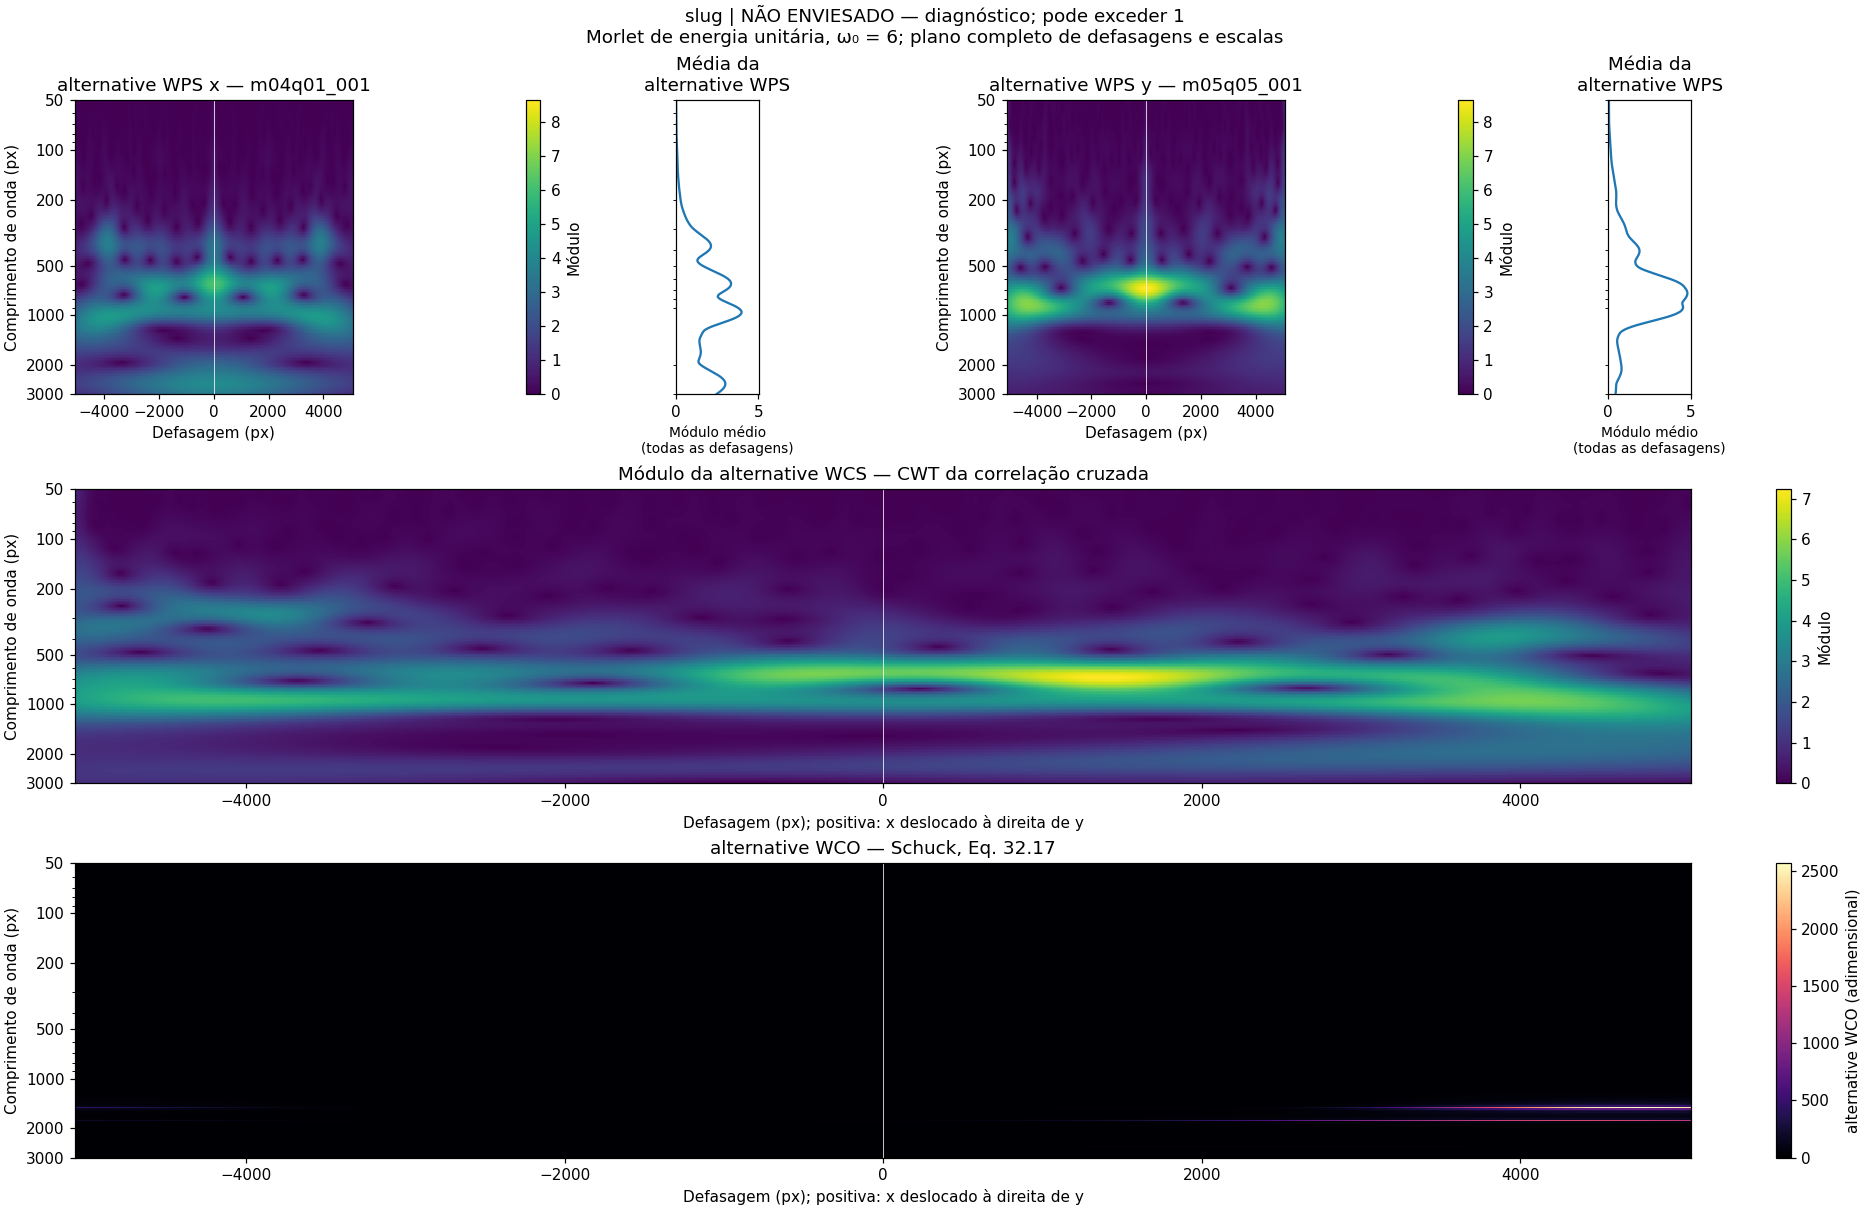 slug | NÃO ENVIESADO — diagnóstico; pode exceder 1
Morlet de energia unitária, ω₀ = 6; plano completo de defasagens e escalas
alternative WPS x — m04q01_001
50
100
200
500
1000
2000
3000
Comprimento de onda (px)
−4000 −2000 0 2000 4000
Defasagem (px)
8
7
6
5
4
3
2
1
0
Módulo
Média da
alternative WPS
0 5
Módulo médio
(todas as defasagens)
alternative WPS y — m05q05_001
50
100
200
500
1000
2000
3000
Comprimento de onda (px)
−4000 −2000 0 2000 4000
Defasagem (px)
8
7
6
5
4
3
2
1
0
Módulo
Média da
alternative WPS
0 5
Módulo médio
(todas as defasagens)
Módulo da alternative WCS — CWT da correlação cruzada
50
100
200
500
1000
2000
3000
Comprimento de onda (px)
−4000 −2000 0 2000 4000
Defasagem (px); positiva: x deslocado à direita de y
7
6
5
4
3
2
1
0
Módulo
alternative WCO — Schuck, Eq. 32.17
50
100
200
500
1000
2000
3000
Comprimento de onda (px)
−4000 −2000 0 2000 4000
Defasagem (px); positiva: x deslocado à direita de y
2500
2000
1500
1000
500
0
alternative WCO (adimensional)